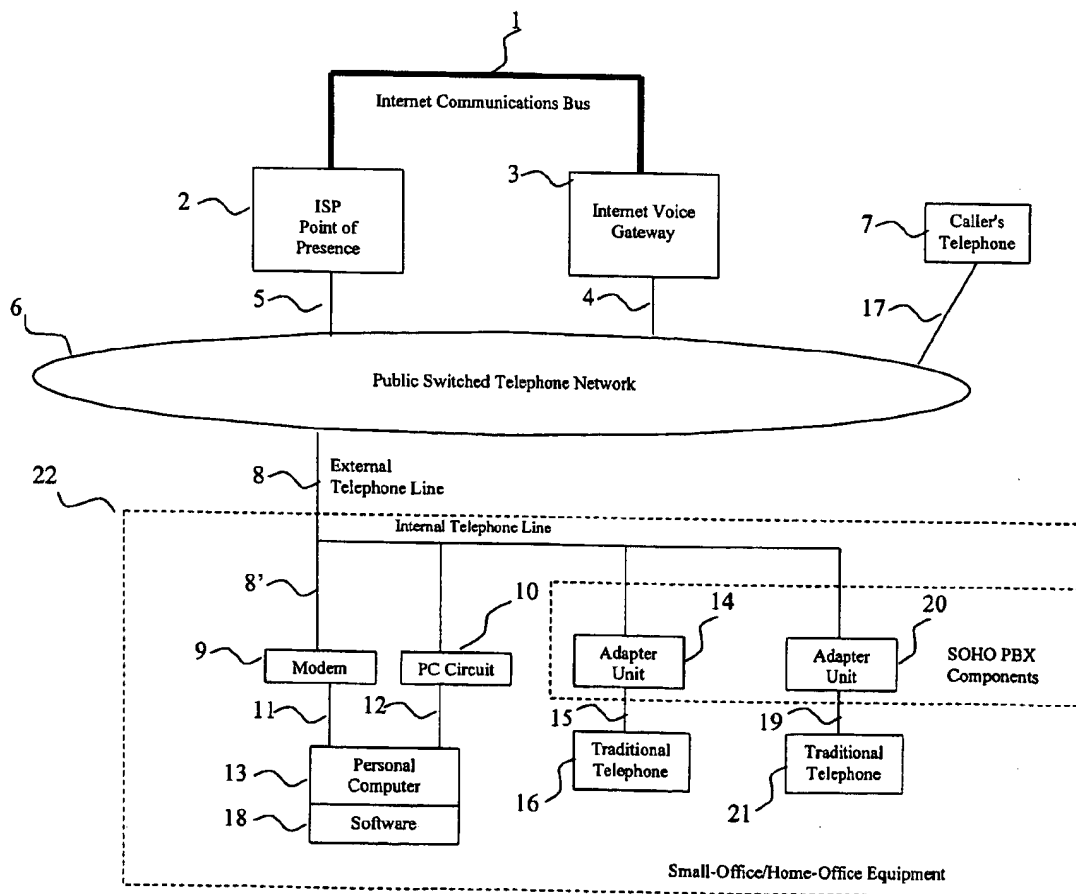 1
Internet Communications Bus
2
ISP
Point of
Presence
3
Internet Voice
Gateway
7
Caller's
Telephone
5
4
17
6
Public Switched Telephone Network
8
External
Telephone Line
22
Internal Telephone Line
8'
10
14
20
9
Modem
PC Circuit
Adapter
Unit
Adapter
Unit
SOHO PBX
Components
11
12
15
19
13
Personal
Computer
Traditional
Telephone
Traditional
Telephone
16
21
18
Software
Small-Office/Home-Office Equipment